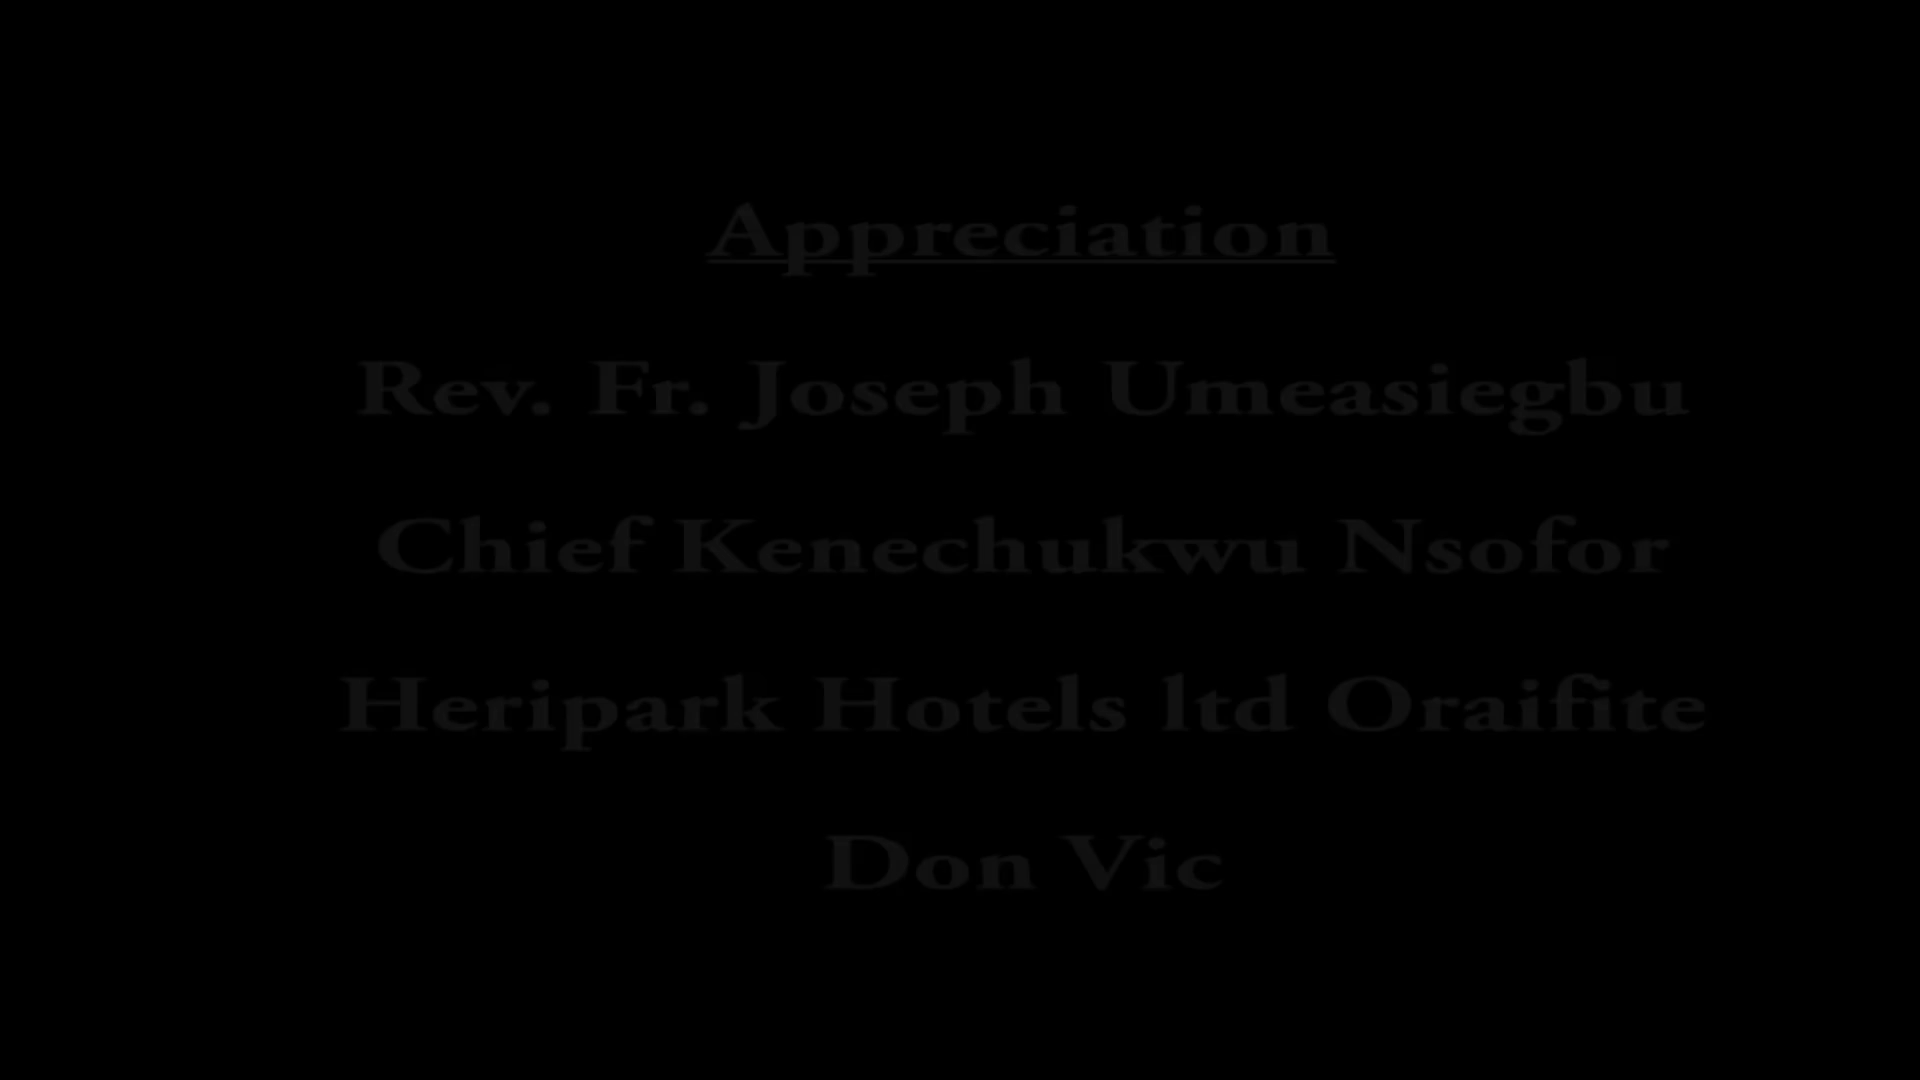 Appreciation
Rev. Fr. Joseph Umeasiegbu
Chief Kenechukwu Nsofor
Heripark Hotels ltd Oraifite
Don Vic